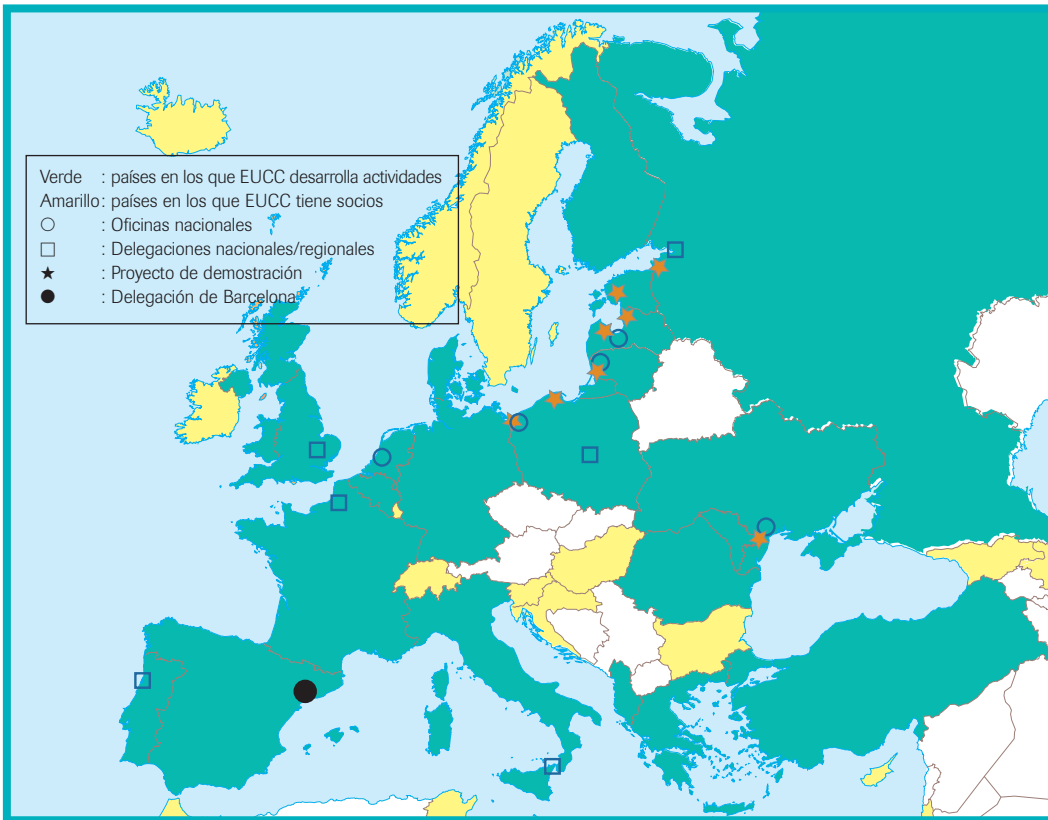 Verde : países en los que EUCC desarrolla actividades
Amarillo : países en los que EUCC tiene socios
: Oficinas nacionales
: Delegaciones nacionales/regionales
: Proyecto de demostración
: Delegación de Barcelona